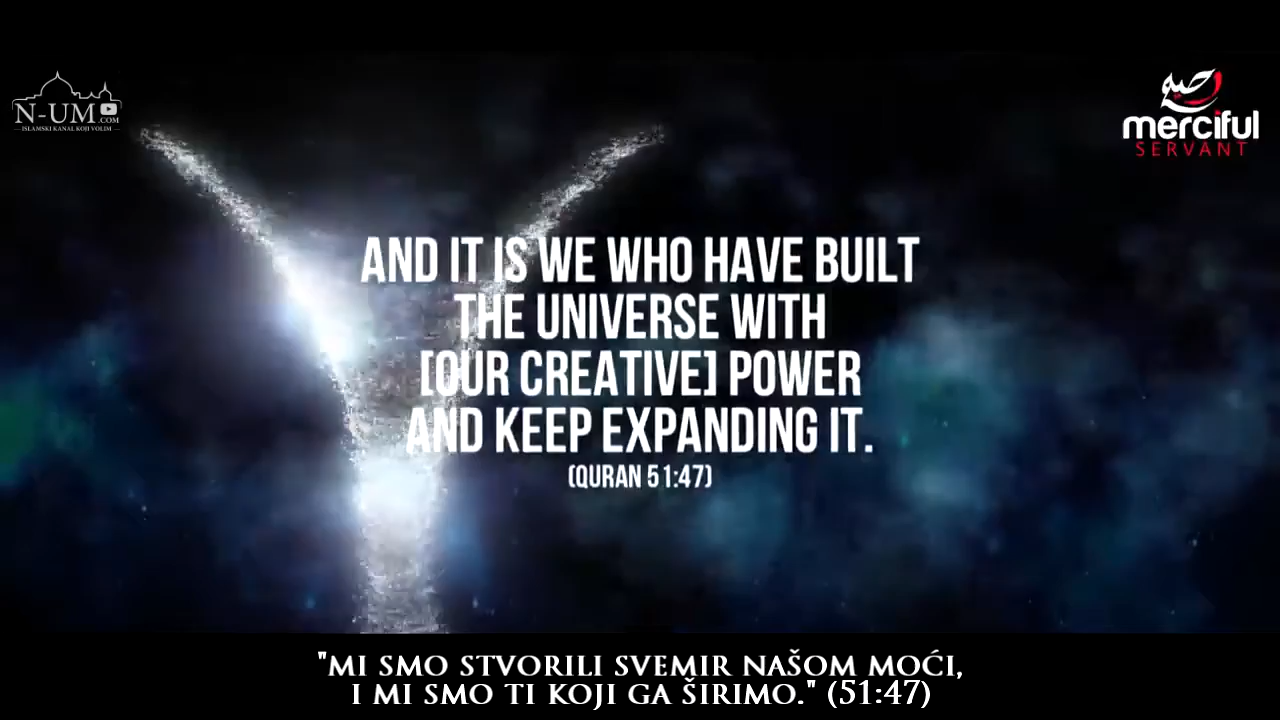 N-UM
.COM
ISLAMSKI KANAL KOJI VOLIM
merciful
SERVANT
AND IT IS WE WHO HAVE BUILT
THE UNIVERSE WITH
[OUR CREATIVE] POWER
AND KEEP EXPANDING IT.
(QURAN 51:47)
"MI SMO STVORILI SVEMIR NAŠOM MOĆI,
I MI SMO TI KOJI GA ŠIRIMO." (51:47)